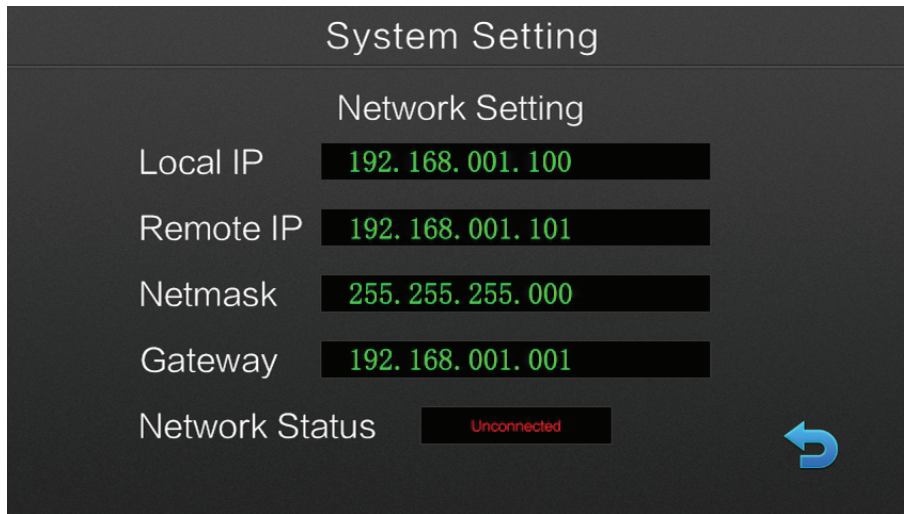 System Setting
Network Setting
Local IP 192.168.001.100
Remote IP 192.168.001.101
Netmask 255.255.255.000
Gateway 192.168.001.001
Network Status Unconnected